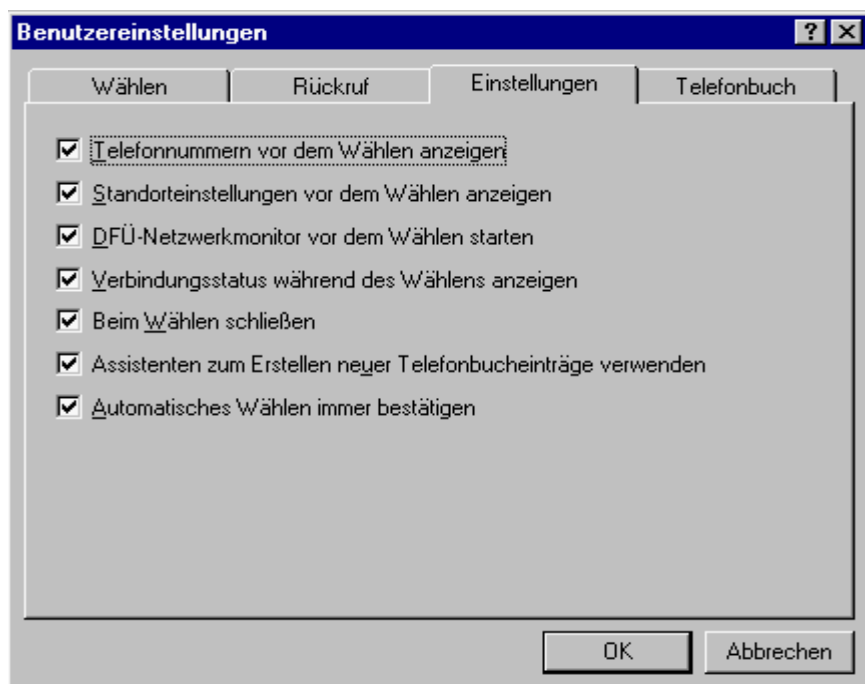 Benutzereinstellungen
Wählen Rückruf Einstellungen Telefonbuch
Telefonnummern vor dem Wählen anzeigen
Standorteinstellungen vor dem Wählen anzeigen
DFÜ-Netzwerkmonitor vor dem Wählen starten
Verbindungsstatus während des Wählens anzeigen
Beim Wählen schließen
Assistenten zum Erstellen neuer Telefonbucheinträge verwenden
Automatisches Wählen immer bestätigen
OK Abbrechen